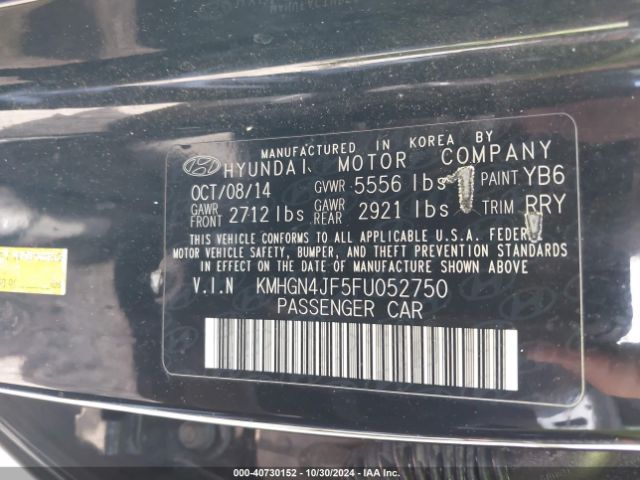 MANUFACTURED IN KOREA BY
HYUNDAI MOTOR COMPANY
OCT/08/14 GVWR 5556 lbs PAINT YB6
GAWR FRONT 2712 lbs GAWR REAR 2921 lbs TRIM RRY
THIS VEHICLE CONFORMS TO ALL APPLICABLE U.S.A. FEDER
MOTOR VEHICLE SAFETY, BUMPER, AND THEFT PREVENTION STANDARDS
IN EFFECT ON THE DATE OF MANUFACTURE SHOWN ABOVE
V.I.N KMHGN4JF5FU052750
PASSENGER CAR
000-40730152 | 10/30/2024 | IAA Inc.